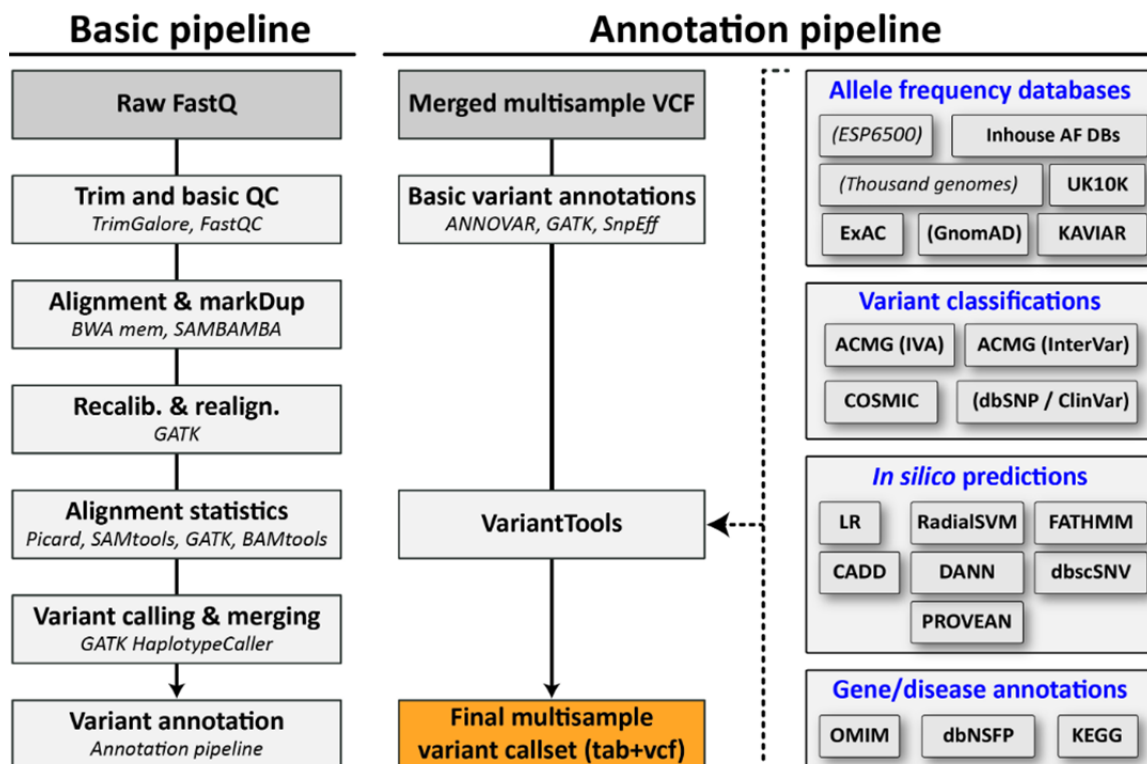 Basic pipeline
Raw FastQ
Trim and basic QC
TrimGalore, FastQC
Alignment & markDup
BWA mem, SAMBAMBA
Recalib. & realign.
GATK
Alignment statistics
Picard, SAMtools, GATK, BAMtools
Variant calling & merging
GATK HaplotypeCaller
Variant annotation
Annotation pipeline
Annotation pipeline
Merged multisample VCF
Basic variant annotations
ANNOVAR, GATK, SnpEff
VariantTools
Final multisample
variant callset (tab+vcf)
Allele frequency databases
(ESP6500) Inhouse AF DBs
(Thousand genomes) UK10K
ExAC (GnomAD) KAVIAR
Variant classifications
ACMG (IVA) ACMG (InterVar)
COSMIC (dbSNP / ClinVar)
In silico predictions
LR RadialSVM FATHMM
CADD DANN dbscSNV
PROVEAN
Gene/disease annotations
OMIM dbNSFP KEGG